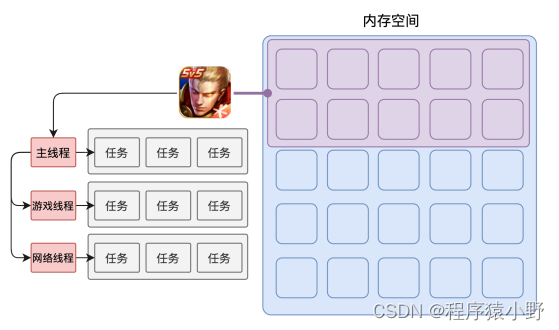 内存空间
5v5
主线程
任务 任务 任务
游戏线程
任务 任务 任务
网络线程
任务 任务 任务
CSDN @程序猿小野